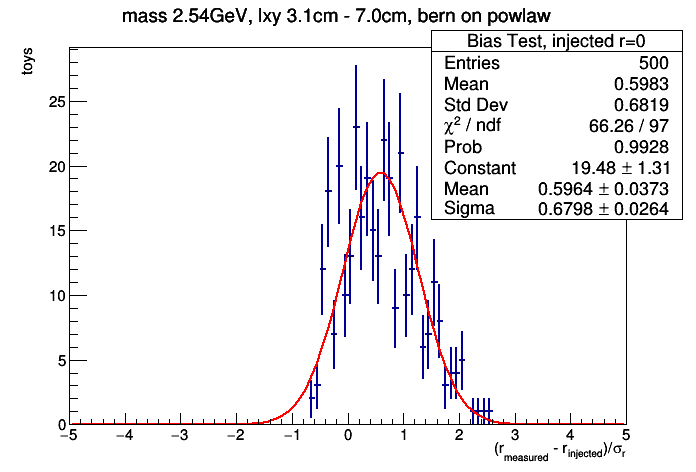 mass 2.54GeV, lxy 3.1cm - 7.0cm, bern on powlaw
Bias Test, injected r=0
Entries 500
Mean 0.5983
Std Dev 0.6819
χ² / ndf 66.26 / 97
Prob 0.9928
Constant 19.48 ± 1.31
Mean 0.5964 ± 0.0373
Sigma 0.6798 ± 0.0264
toys
25
20
15
10
5
0
−5 −4 −3 −2 −1 0 1 2 3 4 5
(r_measured - r_injected)/σ_r